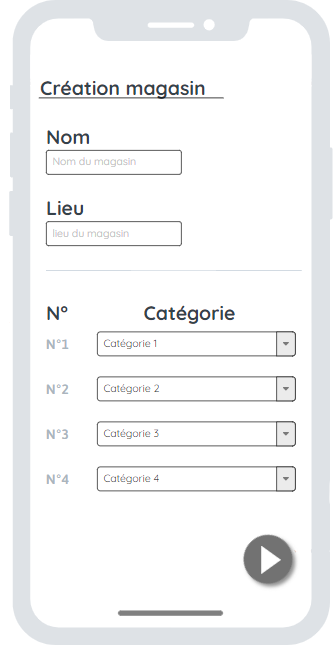 Création magasin
Nom
Nom du magasin
Lieu
lieu du magasin
N° Catégorie
N°1 Catégorie 1
N°2 Catégorie 2
N°3 Catégorie 3
N°4 Catégorie 4